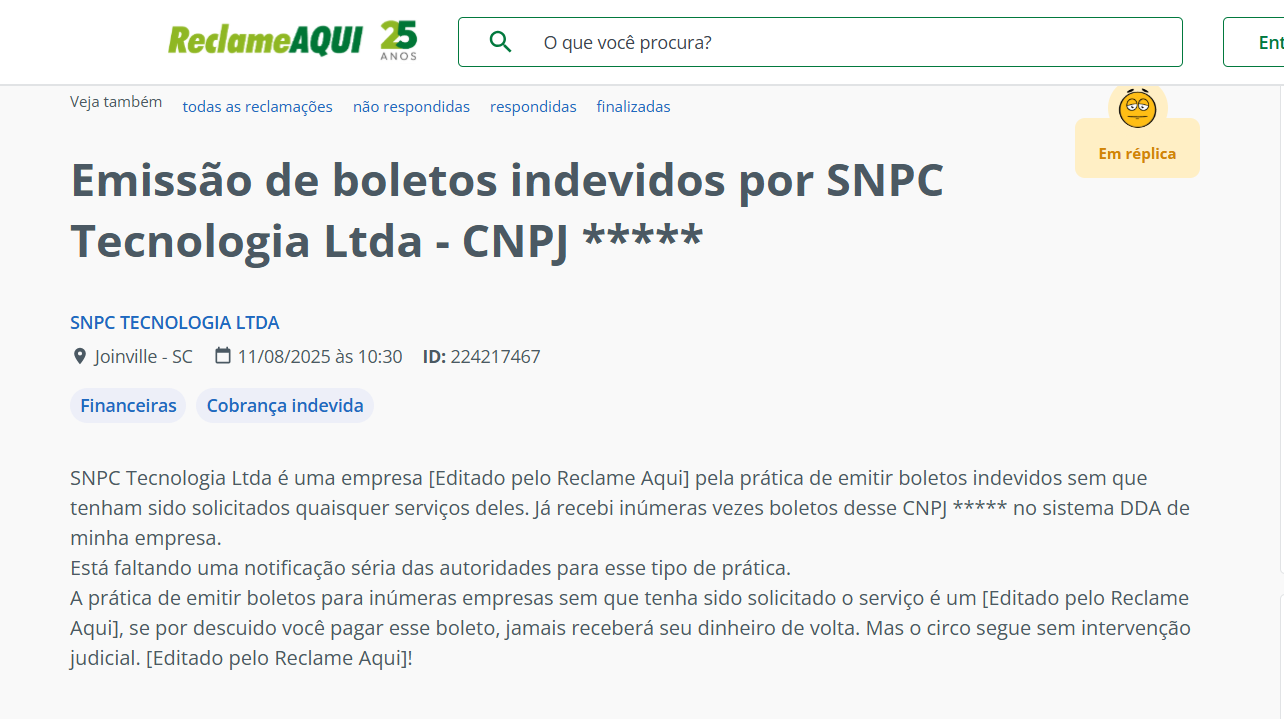 ReclameAQUI 25 ANOS
O que você procura?
Ent
Veja também todas as reclamações não respondidas respondidas finalizadas
Em réplica
Emissão de boletos indevidos por SNPC
Tecnologia Ltda - CNPJ *****
SNPC TECNOLOGIA LTDA
Joinville - SC 11/08/2025 às 10:30 ID: 224217467
Financeiras Cobrança indevida
SNPC Tecnologia Ltda é uma empresa [Editado pelo Reclame Aqui] pela prática de emitir boletos indevidos sem que
tenham sido solicitados quaisquer serviços deles. Já recebi inúmeras vezes boletos desse CNPJ ***** no sistema DDA de
minha empresa.
Está faltando uma notificação séria das autoridades para esse tipo de prática.
A prática de emitir boletos para inúmeras empresas sem que tenha sido solicitado o serviço é um [Editado pelo Reclame
Aqui], se por descuido você pagar esse boleto, jamais receberá seu dinheiro de volta. Mas o circo segue sem intervenção
judicial. [Editado pelo Reclame Aqui]!